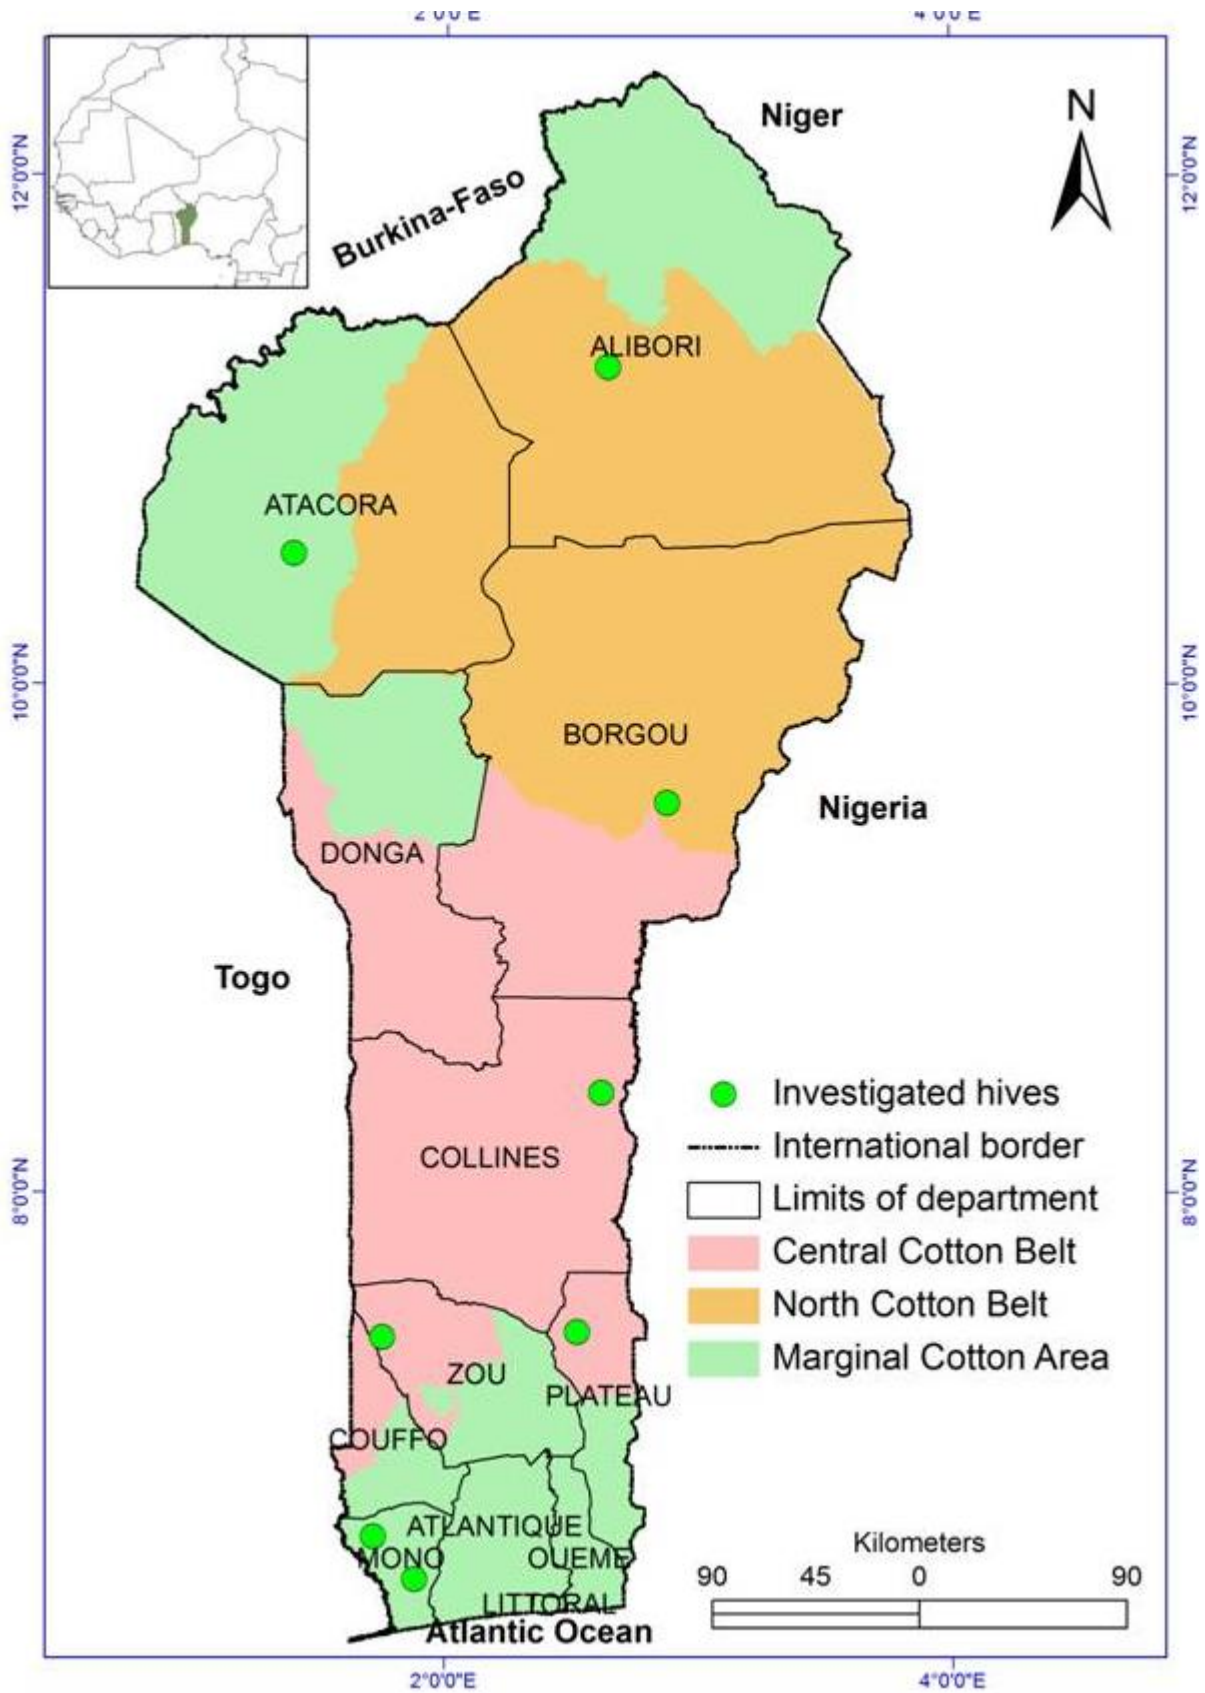 2°0'0"E 4°0'0"E
Niger
N
12°0'0"N
12°0'0"N
Burkina-Faso
ALIBORI
ATACORA
10°0'0"N
10°0'0"N
BORGOU
Nigeria
DONGA
Togo
Investigated hives
International border
COLLINES
8°0'0"N
8°0'0"N
Limits of department
Central Cotton Belt
North Cotton Belt
Marginal Cotton Area
ZOU
PLATEAU
COUFFO
ATLANTIQUE
MONO
OUEME
LITTORAL
Kilometers
90 45 0 90
Atlantic Ocean
2°0'0"E 4°0'0"E